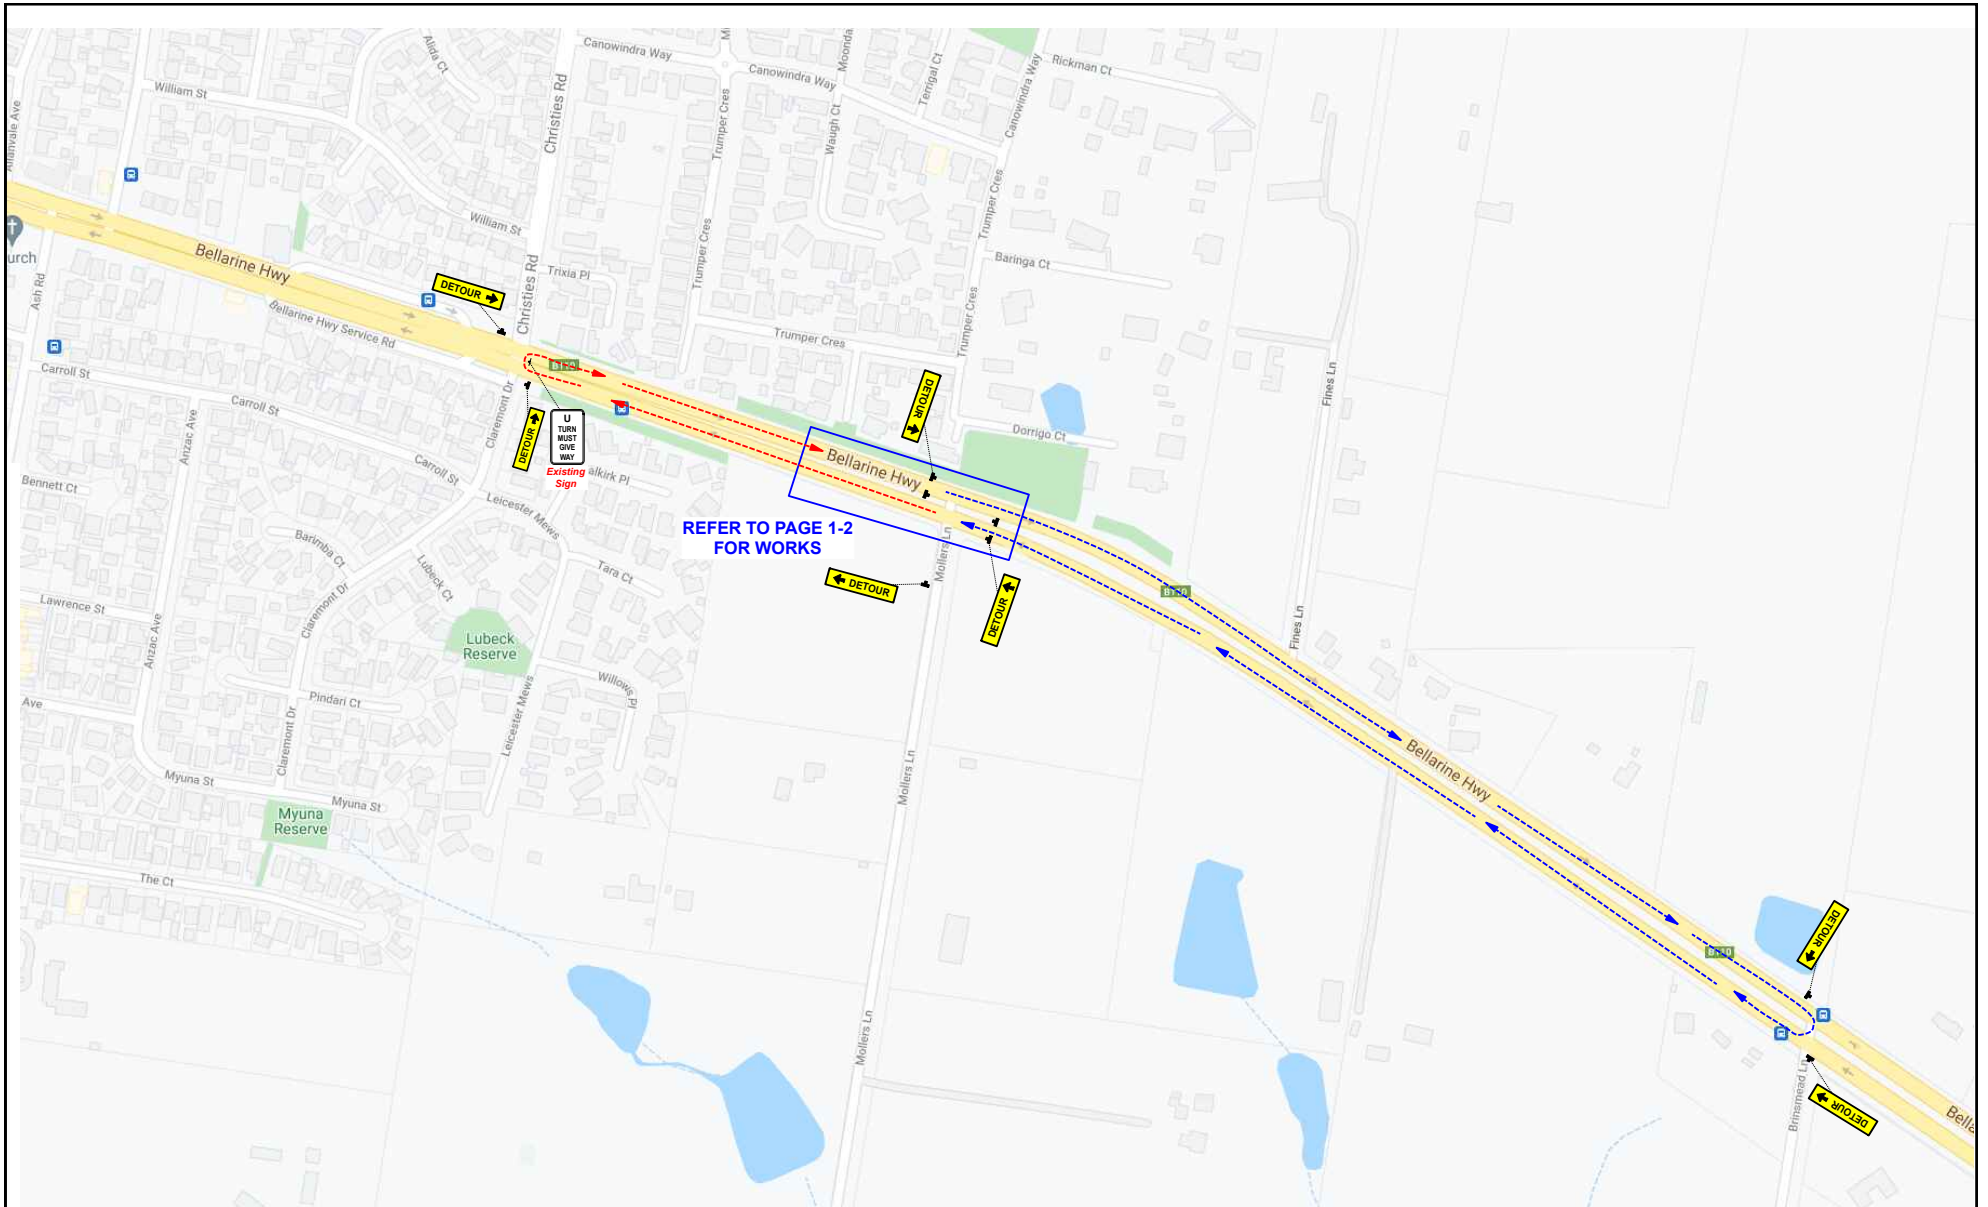 Alida Ct
Canowindra Way
Canowindra Way
Moonda
Terrigal Ct
Canowindra Way
Rickman Ct
Allanvale Ave
William St
Christies Rd
Trumper Cres
Waugh Ct
William St
Trumper Cres
Trumper Cres
Baringa Ct
urch
Ash Rd
Bellarine Hwy
DETOUR
Christies Rd
Trixia Pl
Bellarine Hwy Service Rd
Trumper Cres
Trumper Cres
Fines Ln
Carroll St
Carroll St
Anzac Ave
Claremont Dr
DETOUR
U
TURN
MUST
GIVE
WAY
Existing
Sign
alkirk Pl
DETOUR
Dorrigo Ct
Bellarine Hwy
Carroll St
Bennett Ct
Leicester Mews
REFER TO PAGE 1-2
FOR WORKS
Mollers Ln
DETOUR
DETOUR
Barimba Ct
Lubeck Ct
Tara Ct
Claremont Dr
Lawrence St
Anzac Ave
Lubeck
Reserve
Fines Ln
Willows Pl
Pindari Ct
Ave
Claremont Dr
Leicester Mews
Myuna St
Myuna St
Myuna
Reserve
Mollers Ln
Bellarine Hwy
The Ct
DETOUR
Mollers Ln
Brinsmead Ln
DETOUR
Bella